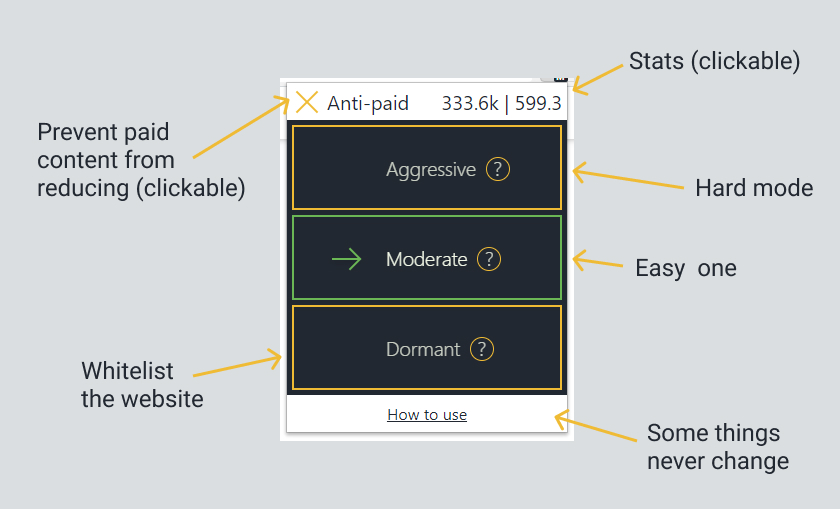 Stats (clickable)
Anti-paid 333.6k | 599.3
Prevent paid
content from
reducing (clickable)
Aggressive ?
Hard mode
Moderate ?
Easy one
Dormant ?
Whitelist
the website
How to use
Some things
never change